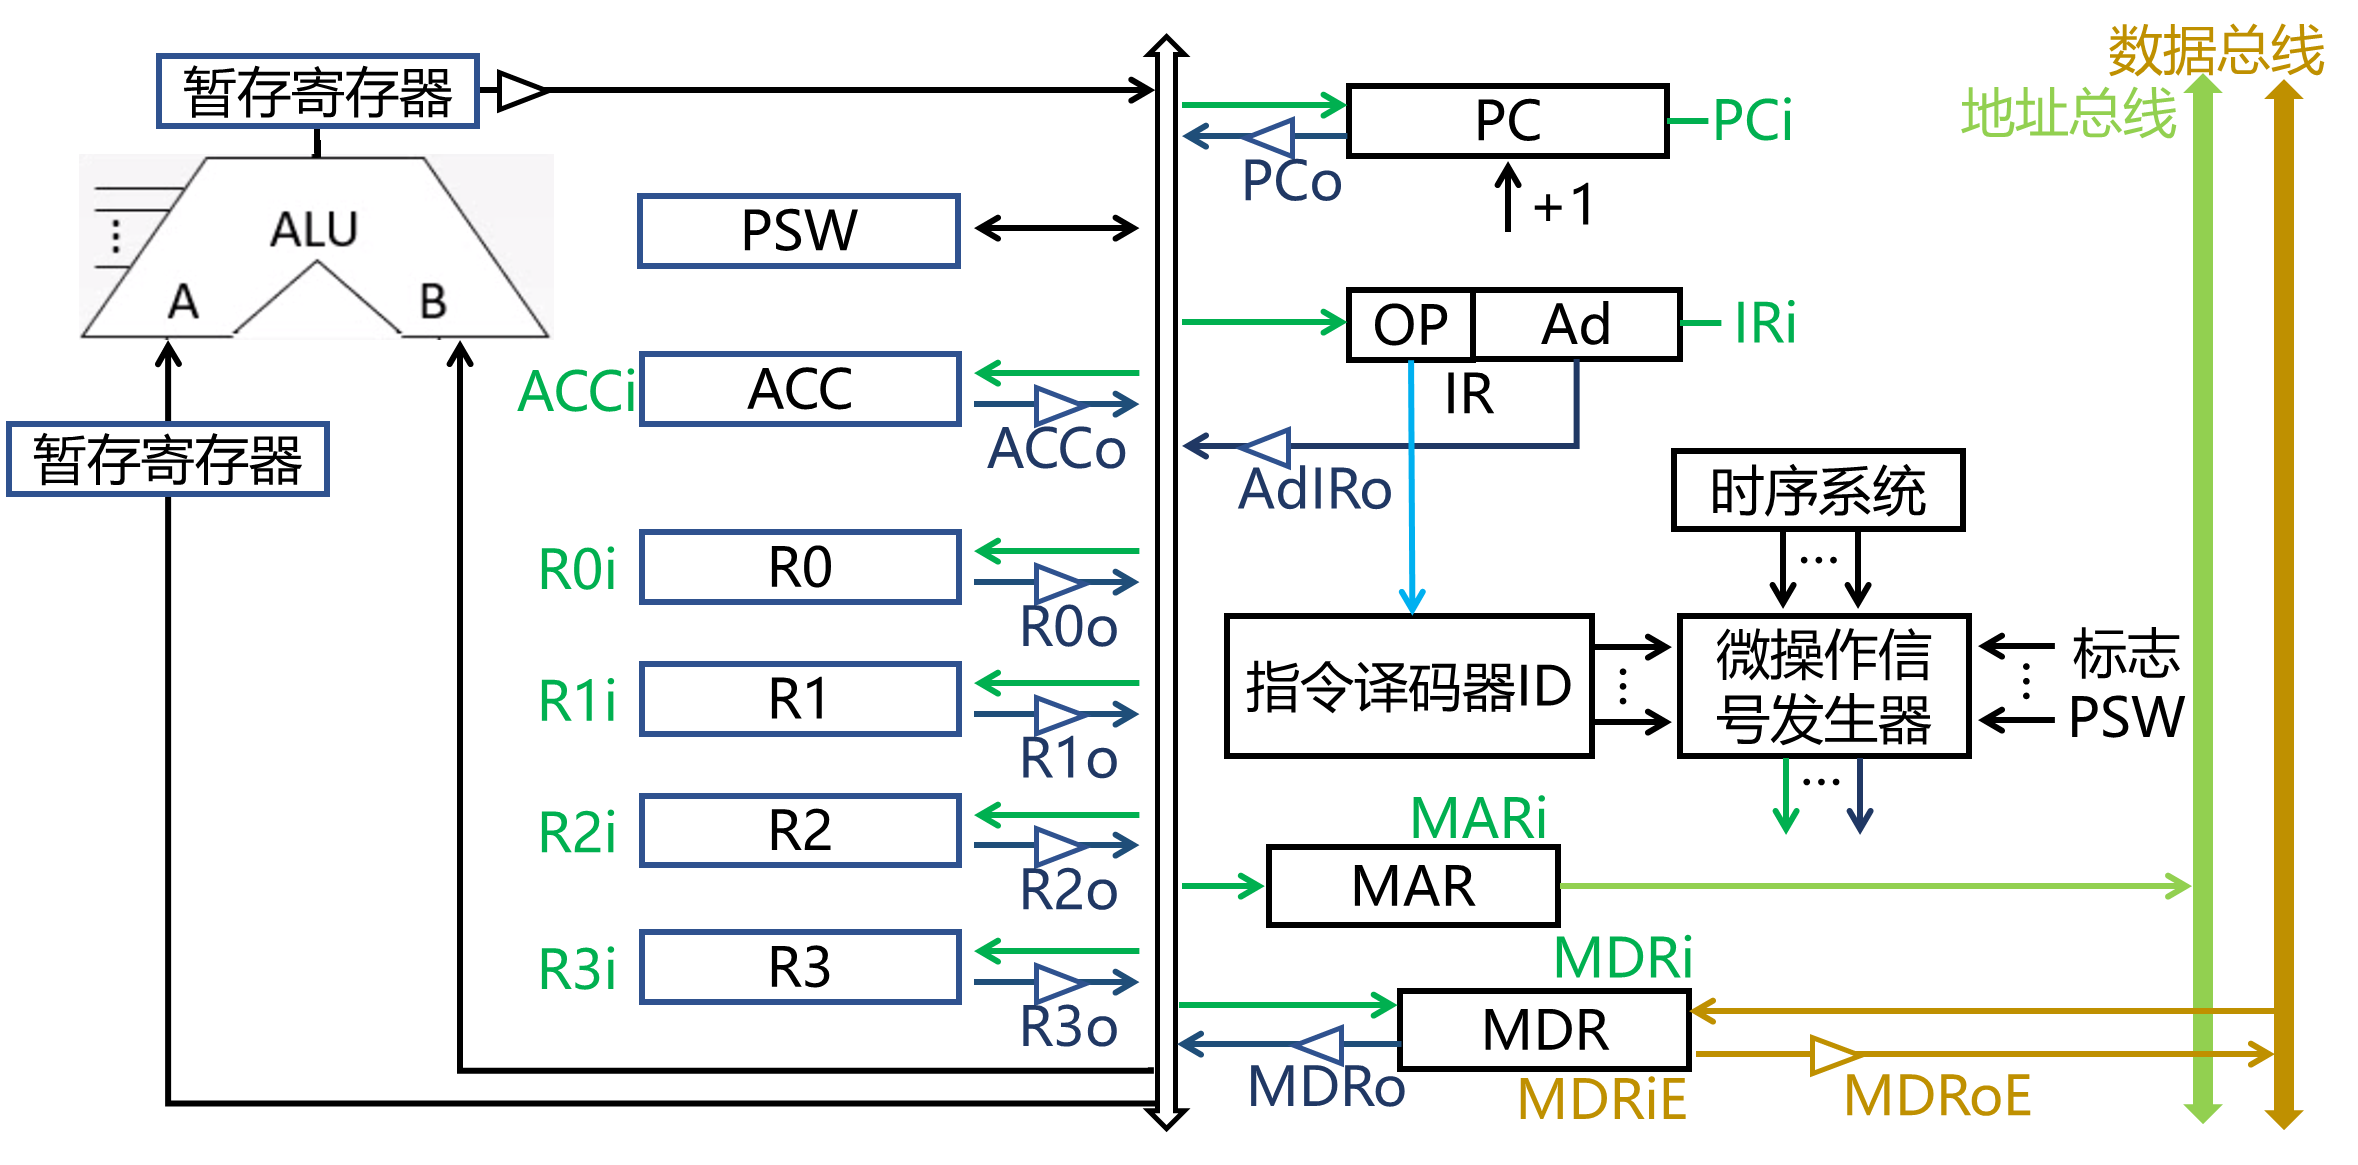 数据总线
地址总线
暂存寄存器
PC
PCi
PCo
+1
ALU
A
B
PSW
OP
Ad
IRi
IR
AdIRo
ACCi
ACC
ACCo
暂存寄存器
时序系统
...
R0i
R0
R0o
指令译码器ID
...
微操作信
号发生器
标志
...
PSW
...
R1i
R1
R1o
R2i
R2
R2o
MARi
MAR
R3i
R3
R3o
MDRi
MDR
MDRo
MDRiE
MDRoE